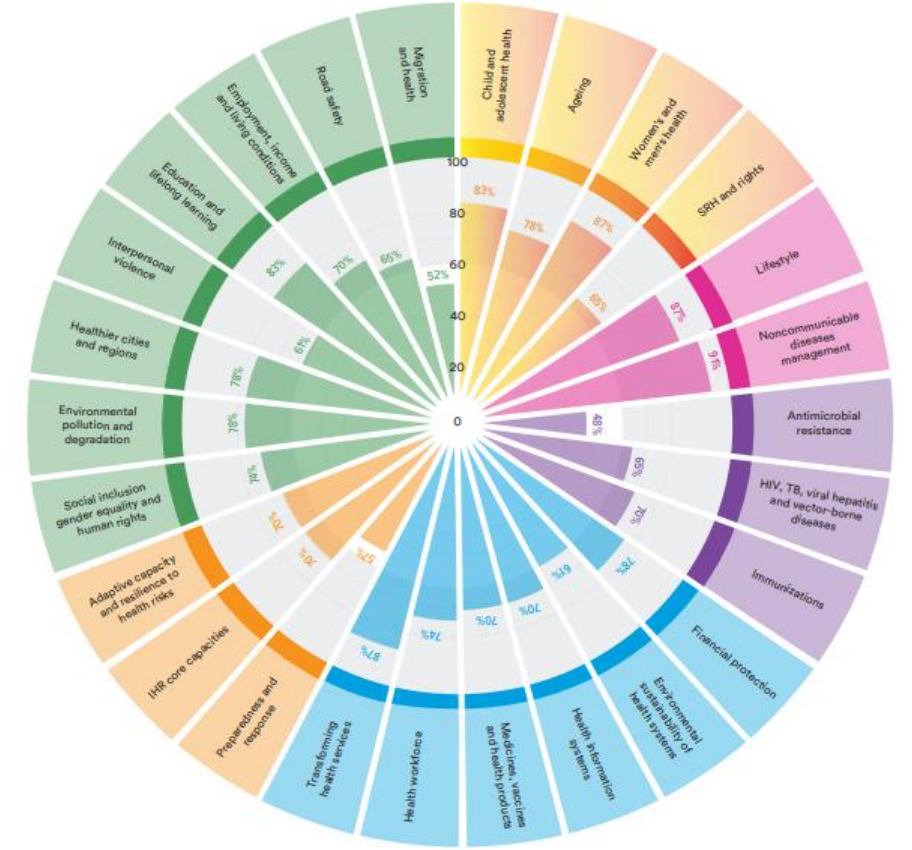 Child and
adolescent health
Ageing
Women's and
men's health
SRH and rights
Lifestyle
Noncommunicable
diseases
management
Antimicrobial
resistance
HIV, TB, viral hepatitis
and vector-borne
diseases
Immunizations
Financial protection
Environmental
sustainability of
health systems
Health information
systems
Medicines, vaccines
and health products
Health workforce
Transforming
health services
Preparedness and
response
IHR core capacities
Adaptive capacity
and resilience to
health risks
Social inclusion
gender equality and
human rights
Environmental
pollution and
degradation
Healthier cities
and regions
Interpersonal
violence
Education and
lifelong learning
Employment, income
and living conditions
Road safety
Migration
and health
100
80
60
40
20
0
83%
78%
87%
65%
87%
91%
48%
65%
70%
78%
61%
70%
70%
74%
87%
57%
70%
70%
74%
78%
78%
61%
83%
70%
65%
52%